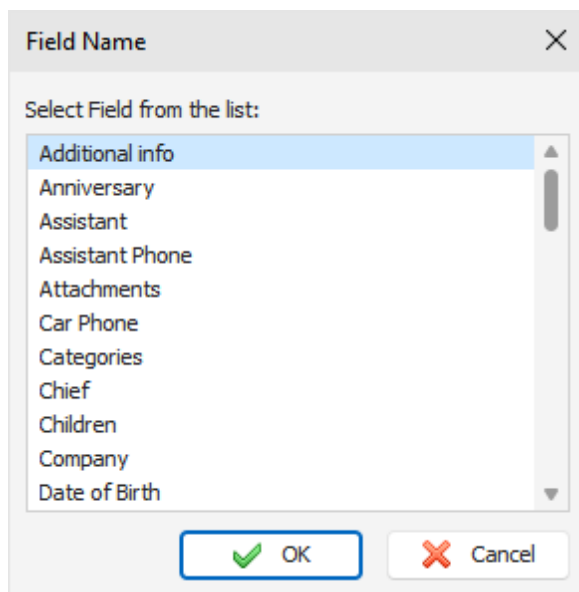 Field Name
Select Field from the list:
Additional info
Anniversary
Assistant
Assistant Phone
Attachments
Car Phone
Categories
Chief
Children
Company
Date of Birth
OK
Cancel